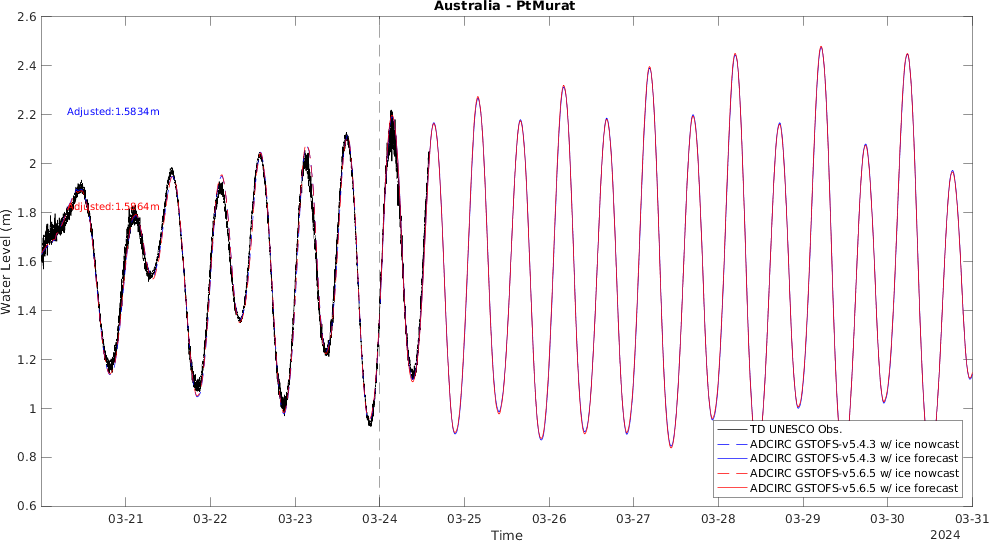 Australia - PtMurat
2.6
2.4
2.2
2
1.8
1.6
1.4
1.2
1
0.8
0.6
Water Level (m)
Adjusted:1.5834m
Adjusted:1.5964m
TD UNESCO Obs.
ADCIRC GSTOFS-v5.4.3 w/ ice nowcast
ADCIRC GSTOFS-v5.4.3 w/ ice forecast
ADCIRC GSTOFS-v5.6.5 w/ ice nowcast
ADCIRC GSTOFS-v5.6.5 w/ ice forecast
03-21 03-22 03-23 03-24 03-25 03-26 03-27 03-28 03-29 03-30 03-31
Time
2024